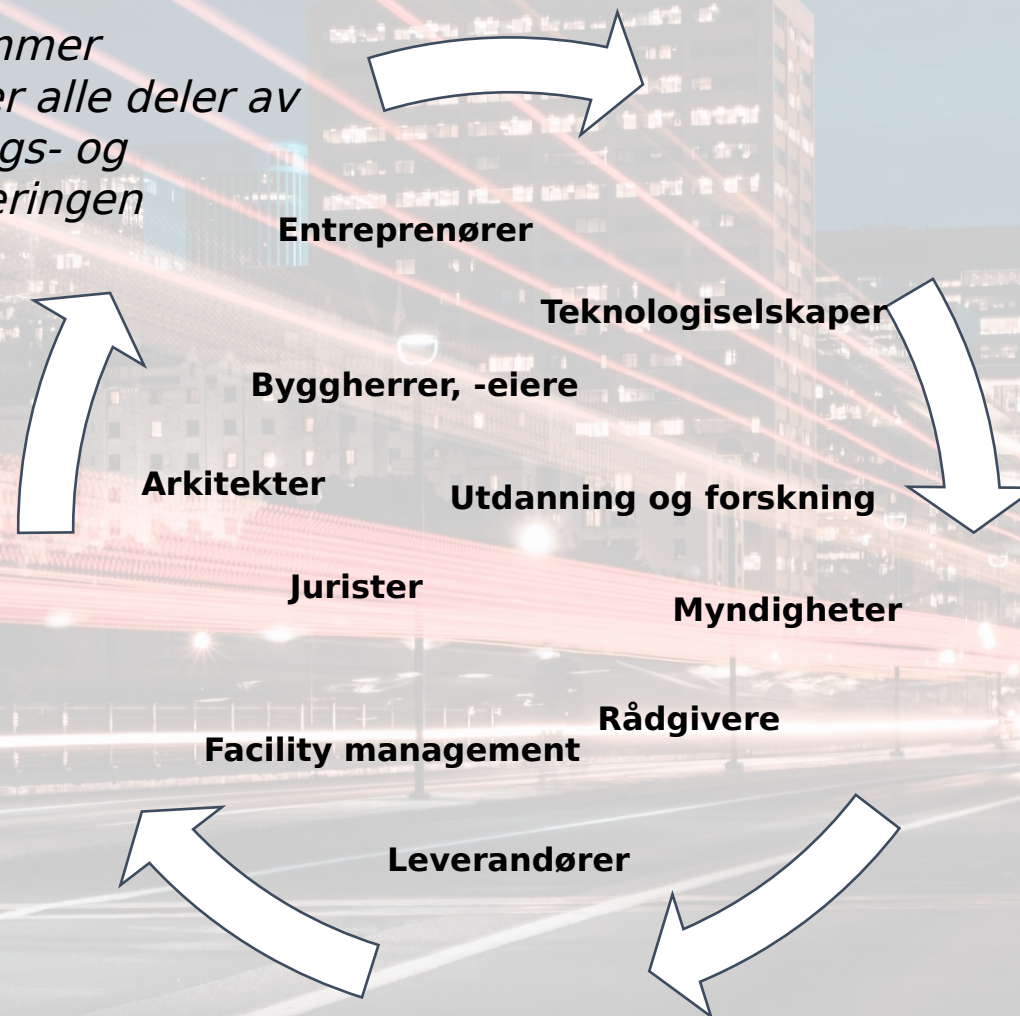 mmer
er alle deler av
gs- og
eringen
Entreprenører
Teknologiselskaper
Byggherrer, -eiere
Arkitekter
Utdanning og forskning
Jurister
Myndigheter
Rådgivere
Facility management
Leverandører